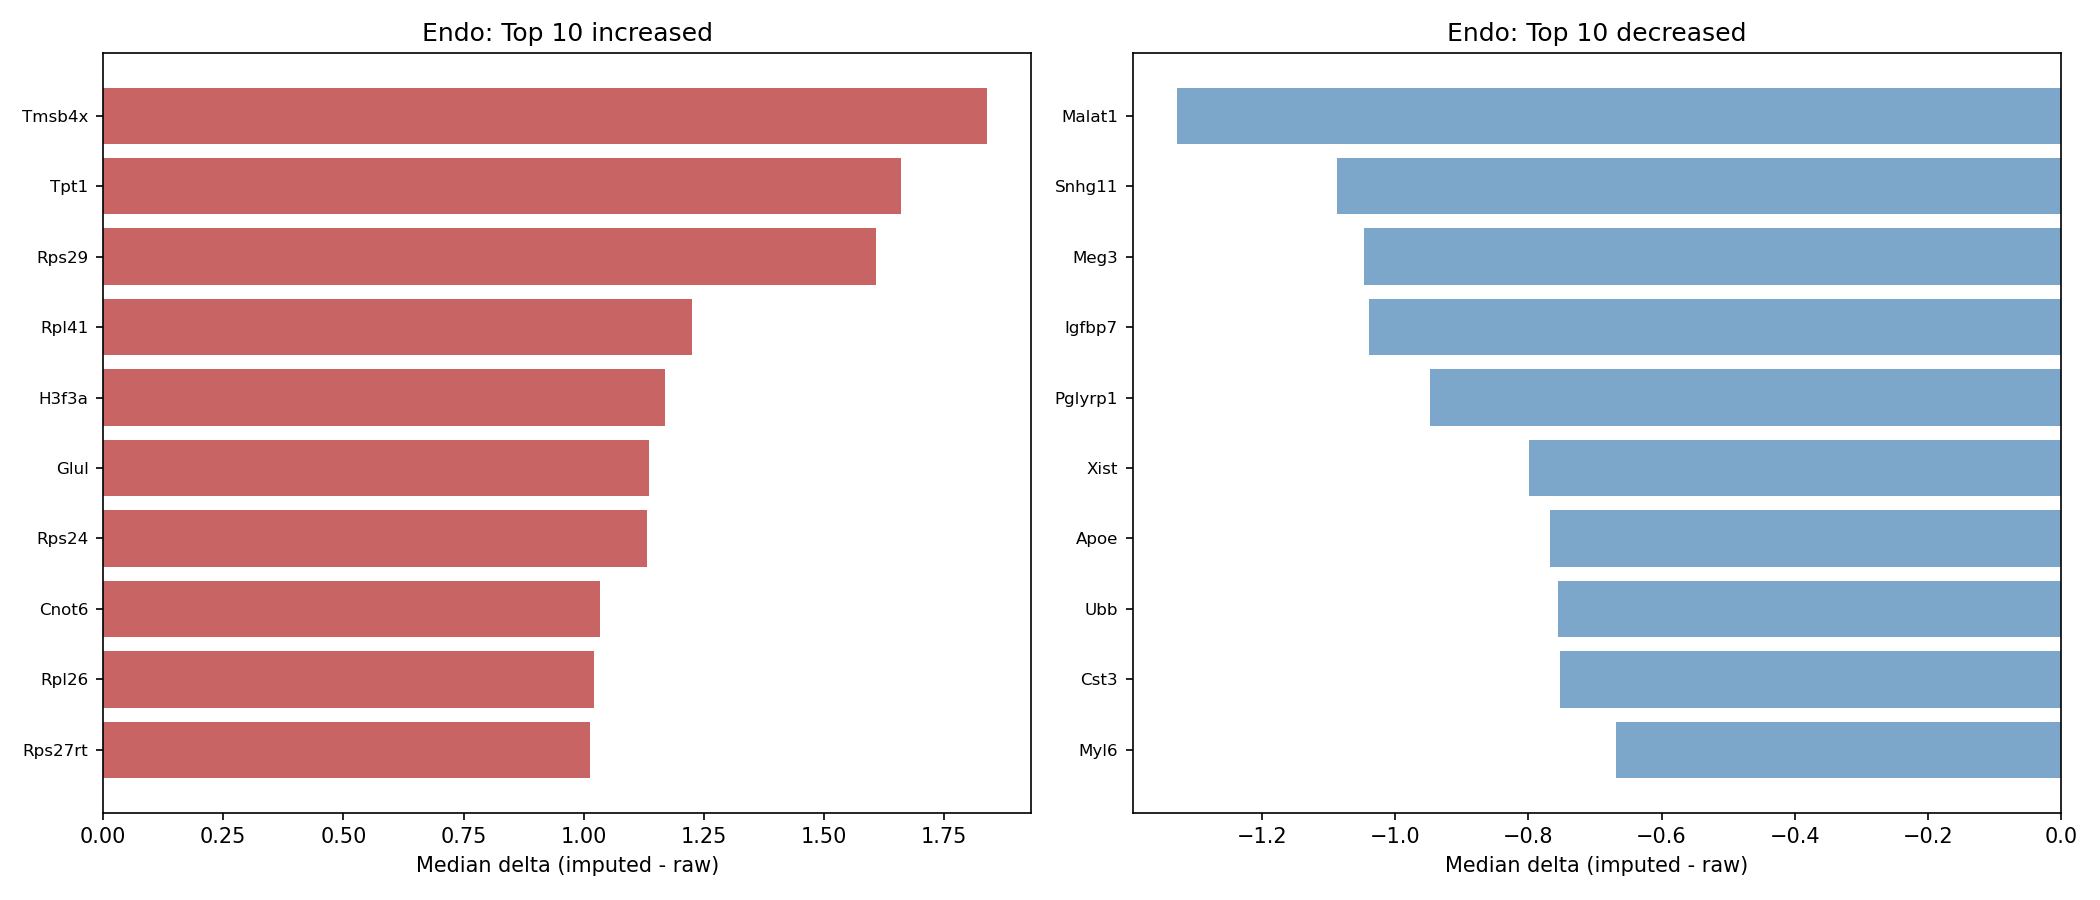 Endo: Top 10 increased
Tmsb4x
Tpt1
Rps29
Rpl41
H3f3a
Glul
Rps24
Cnot6
Rpl26
Rps27rt
0.00 0.25 0.50 0.75 1.00 1.25 1.50 1.75
Median delta (imputed - raw)
Endo: Top 10 decreased
Malat1
Snhg11
Meg3
Igfbp7
Pglyrp1
Xist
Apoe
Ubb
Cst3
Myl6
−1.2 −1.0 −0.8 −0.6 −0.4 −0.2 0.0
Median delta (imputed - raw)